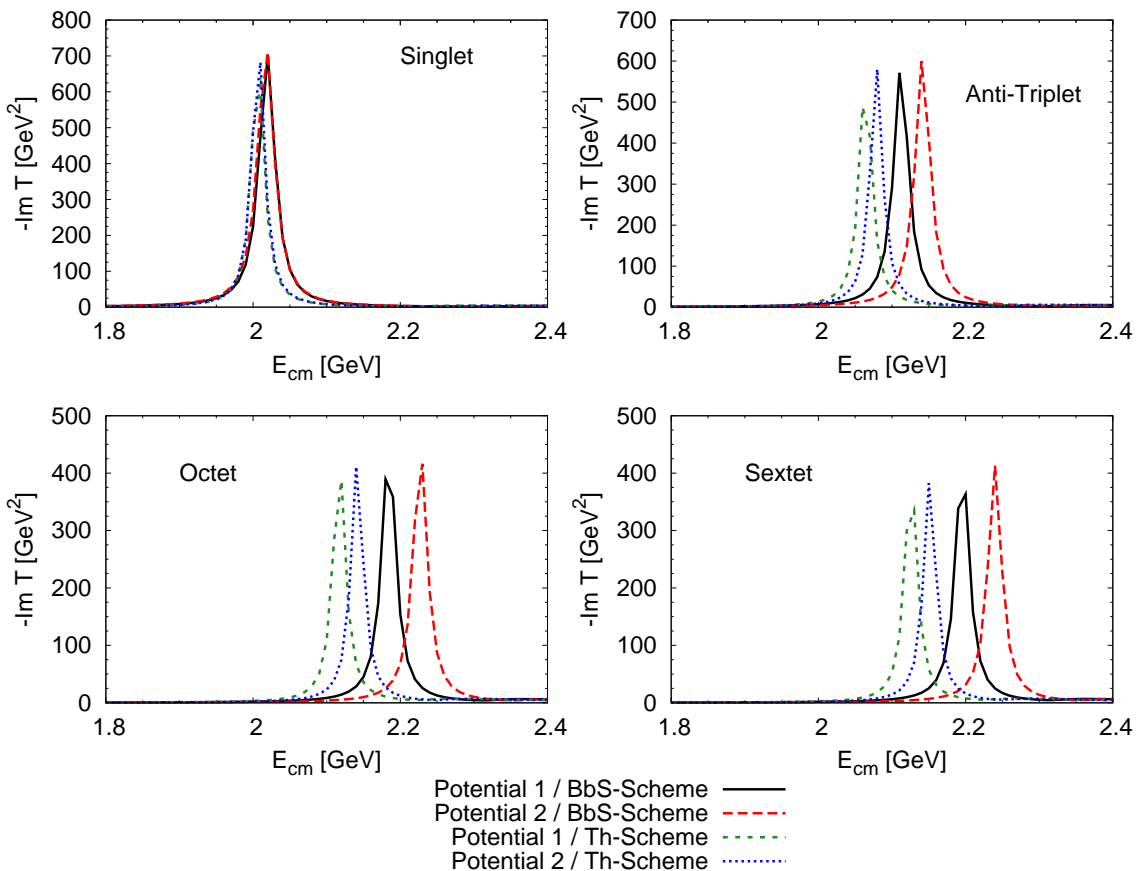 800
700
600
500
400
300
200
100
0
-Im T [GeV²]
Singlet
1.8
2
2.2
2.4
E_cm [GeV]
700
600
500
400
300
200
100
0
-Im T [GeV²]
Anti-Triplet
1.8
2
2.2
2.4
E_cm [GeV]
500
400
300
200
100
0
-Im T [GeV²]
Octet
1.8
2
2.2
2.4
E_cm [GeV]
500
400
300
200
100
0
-Im T [GeV²]
Sextet
1.8
2
2.2
2.4
E_cm [GeV]
Potential 1 / BbS-Scheme
Potential 2 / BbS-Scheme
Potential 1 / Th-Scheme
Potential 2 / Th-Scheme